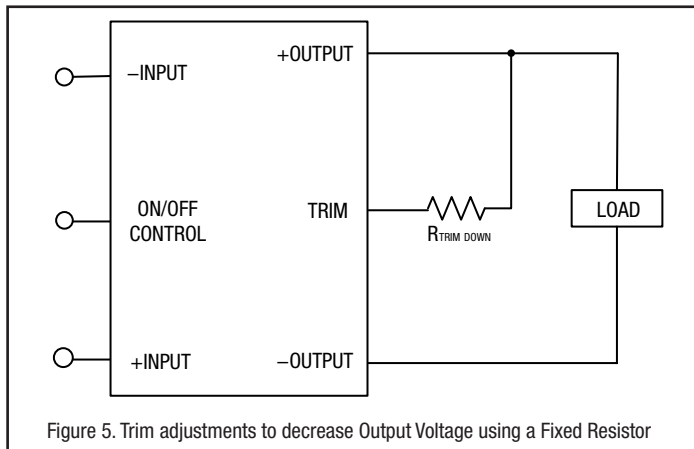 −INPUT
+OUTPUT
ON/OFF
CONTROL
TRIM
RTRIM DOWN
LOAD
+INPUT
−OUTPUT
Figure 5. Trim adjustments to decrease Output Voltage using a Fixed Resistor